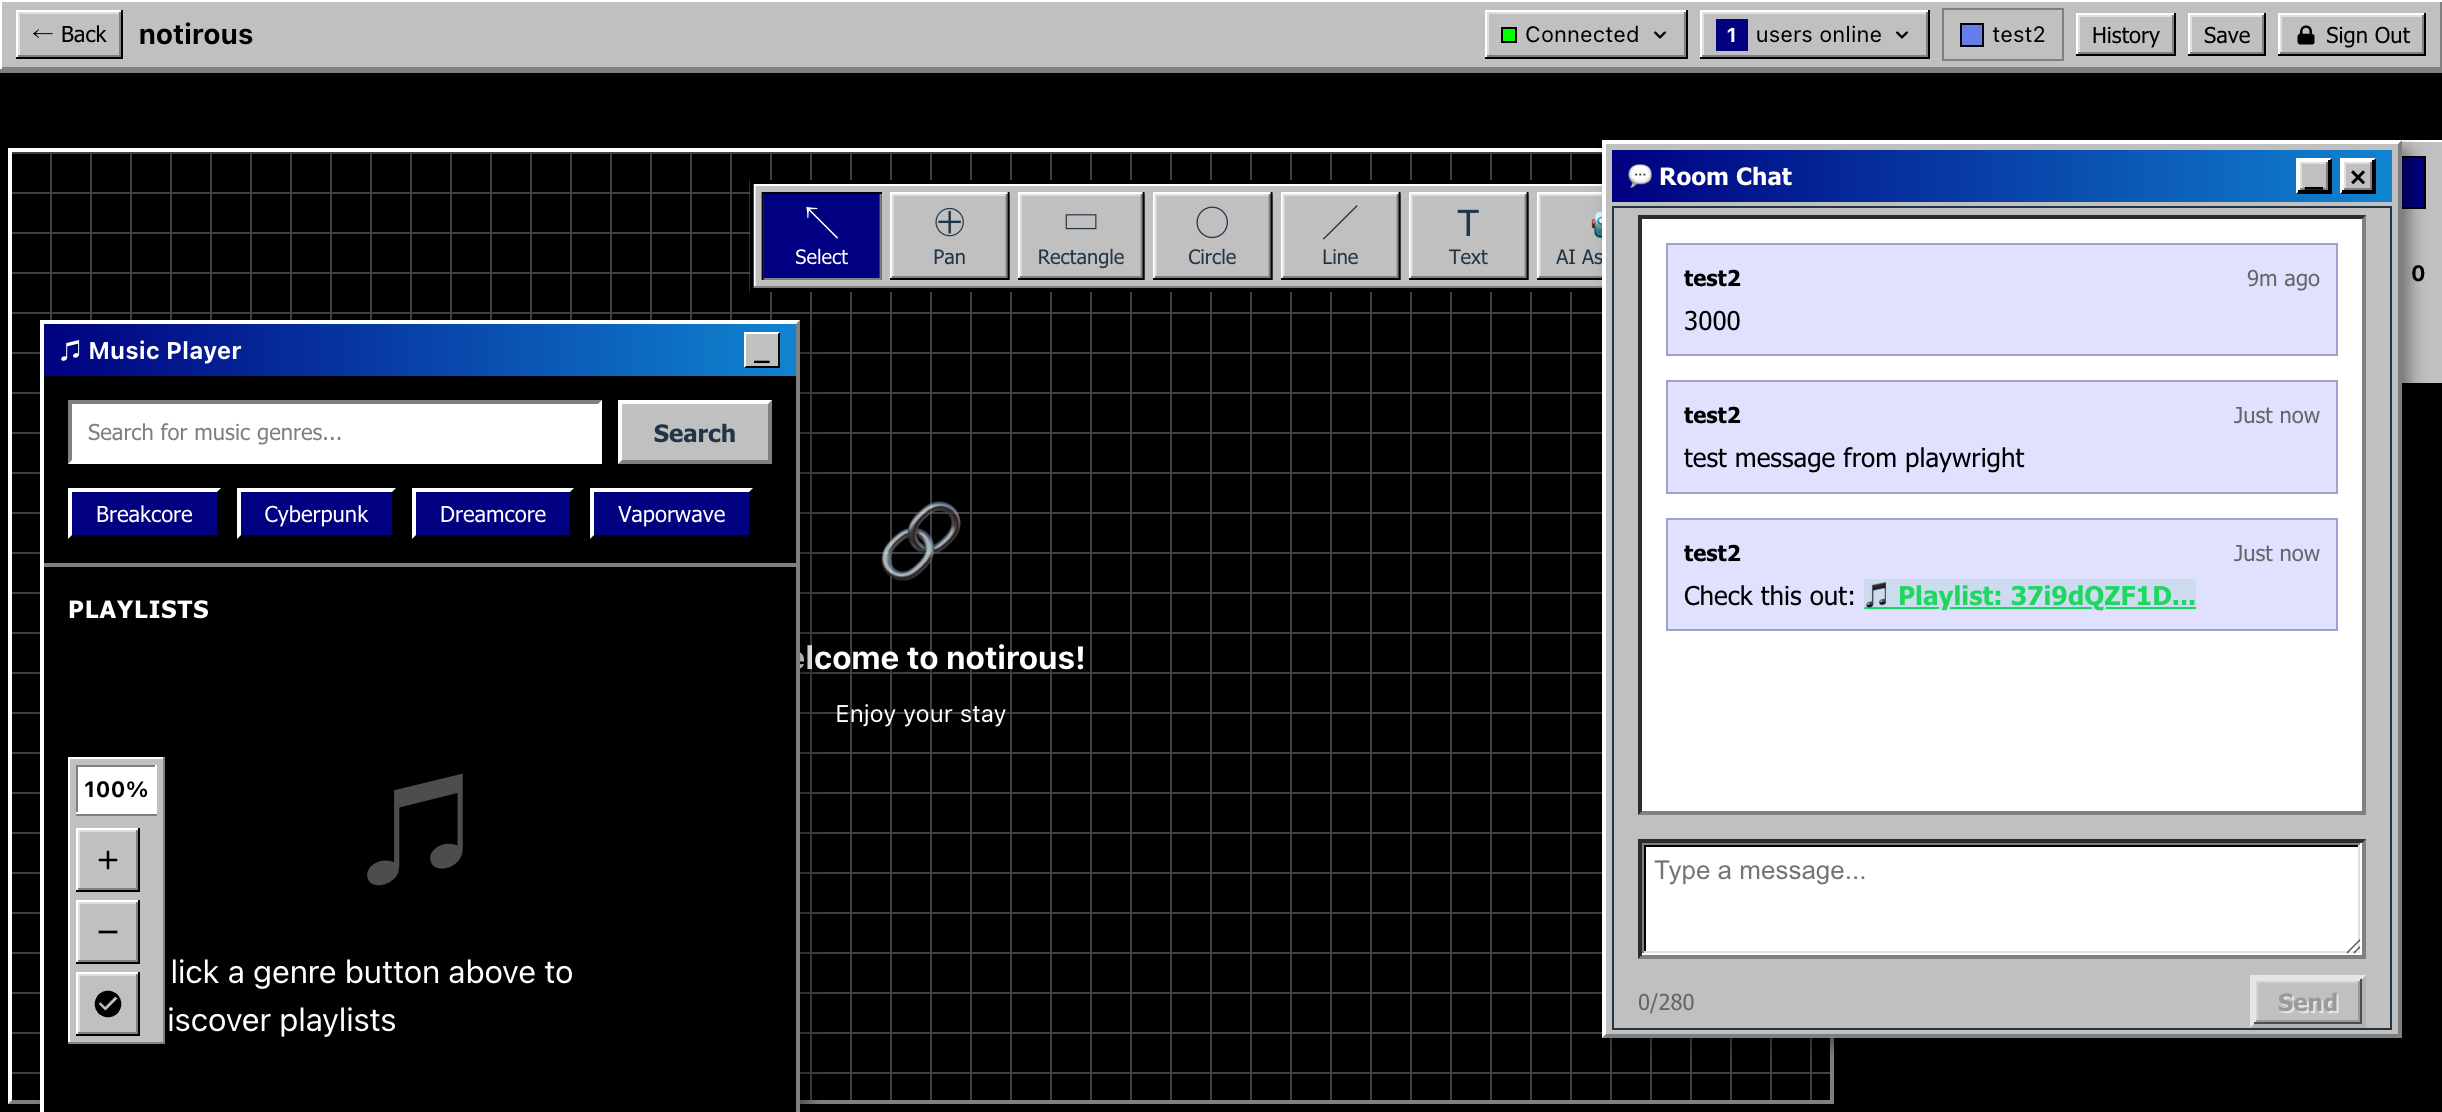 ← Back
notirous
Connected
1 users online
test2
History
Save
Sign Out
Select
Pan
Rectangle
Circle
Line
T
Text
AI
Music Player
_
Search for music genres...
Search
Breakcore
Cyberpunk
Dreamcore
Vaporwave
PLAYLISTS
100%
+
−
lick a genre button above to
iscover playlists
elcome to notirous!
Enjoy your stay
Room Chat
_ ×
test2 9m ago
3000
test2 Just now
test message from playwright
test2 Just now
Check this out: 🎵 Playlist: 37i9dQZF1D...
Type a message...
0/280
Send
0